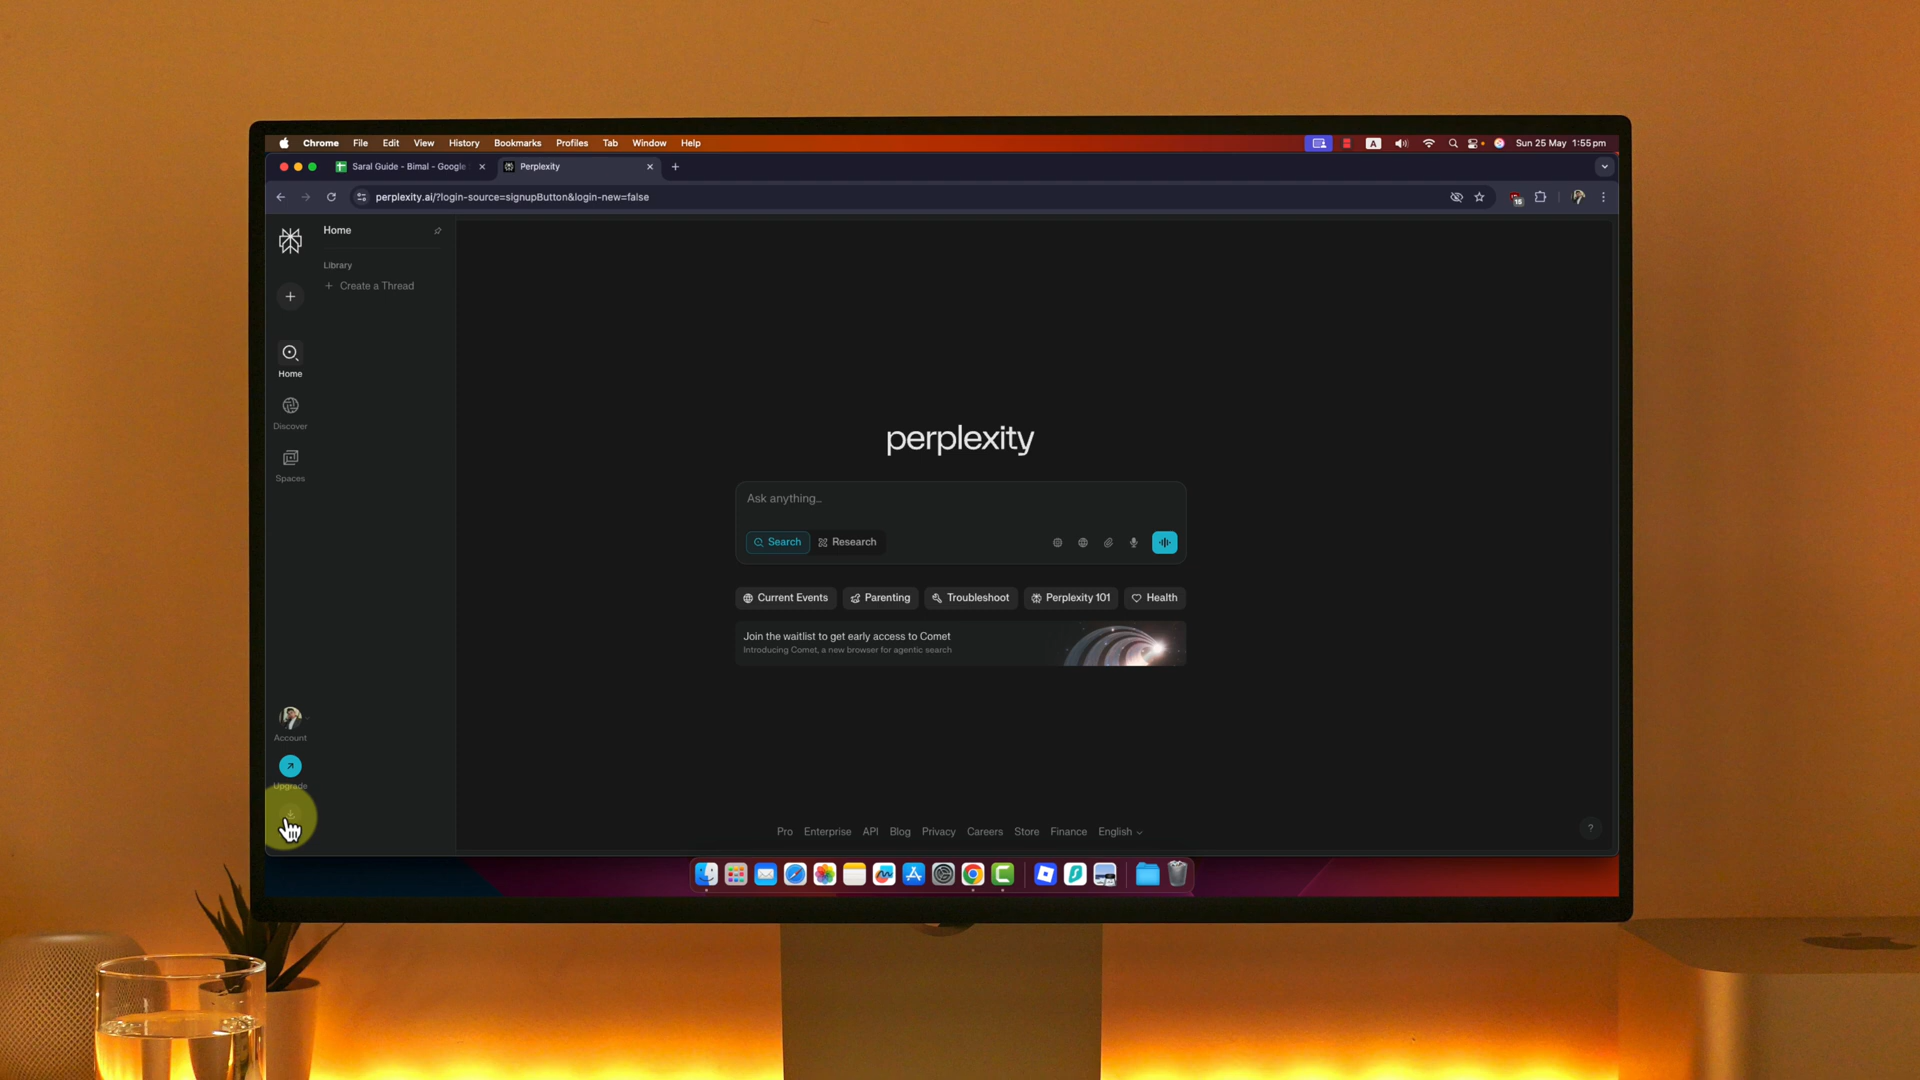 Chrome File Edit View History Bookmarks Profiles Tab Window Help
A
Sun 25 May 1:55 pm
Saral Guide - Bimal - Google
Perplexity
perplexity.ai/?login-source=signupButton&login-new=false
15
Home
Library
+ Create a Thread
Home
Discover
Spaces
perplexity
Ask anything...
Search
Research
Current Events
Parenting
Troubleshoot
Perplexity 101
Health
Join the waitlist to get early access to Comet
Introducing Comet, a new browser for agentic search
Account
Upgrade
Pro Enterprise API Blog Privacy Careers Store Finance English
?